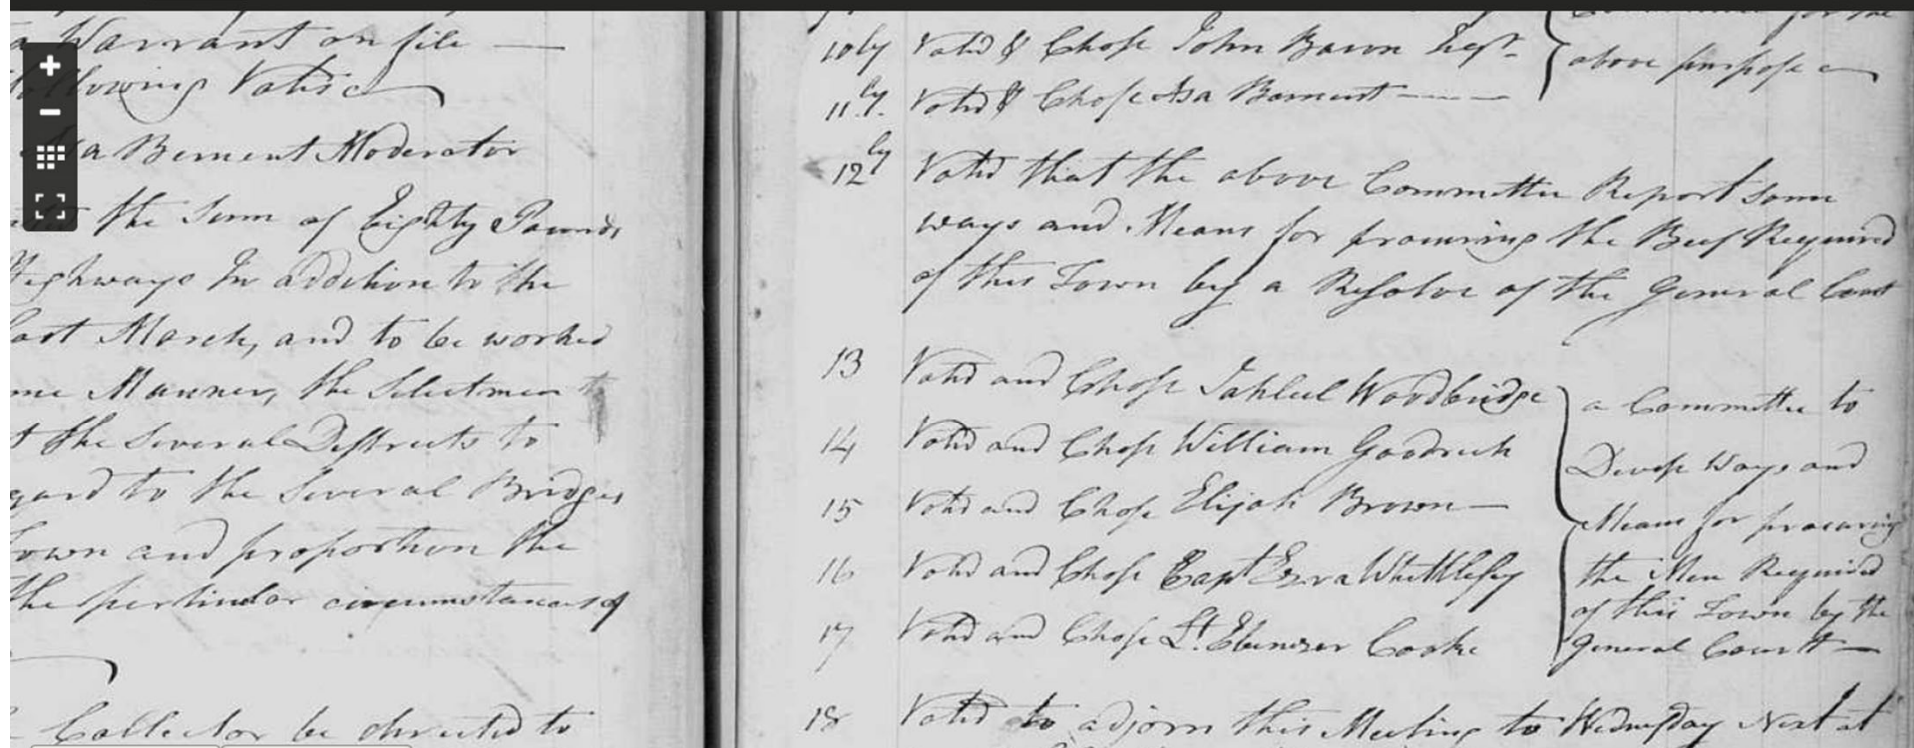 a Warrant on file —
following Votes
Bement Moderator
the Sum of Eighty Pounds
Highways In addition to the
last March, and to be worked
Manner, the Selectmen
the Several Districts to
to the Several Bridges
Town and proportion the
the perticular circumstances of
Collector be directed to
for the
10ly Voted & Chose John Bacon Esqr.
above purpose
11ly. Voted & Chose Asa Bement ———
12ly Voted that the above Committee Report some
ways and Means for procuring the Beef Required
of this Town by a Resolve of the General Court
13 Voted and Chose Jahleel Woodbridge
14 Voted and Chose William Goodrich
15 Voted and Chose Elijah Brown —
16 Voted and Chose Capt Ezra Whittlesey
17 Voted and Chose Lt. Ebenezer Cooke
a Committee to
Devise Ways and
Means for procuring
the Men Required
of this Town by the
General Courtt —
18 Voted to adjorn this Meeting to Wednesday Next at